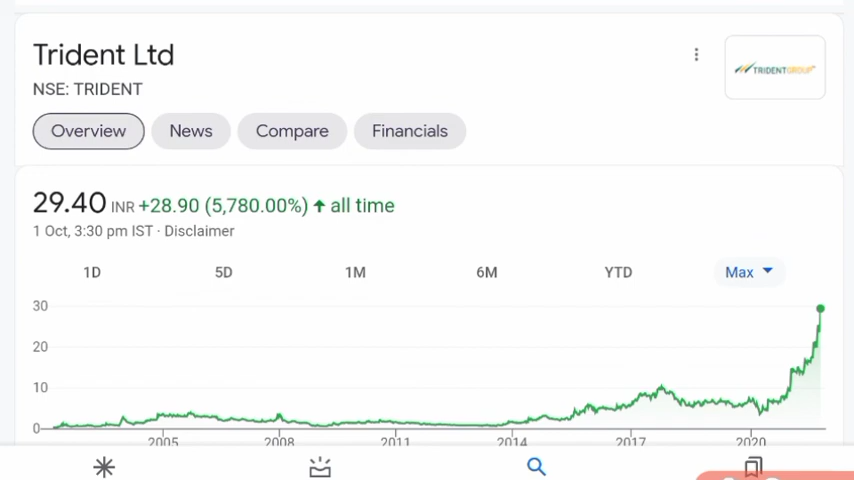 Trident Ltd
NSE: TRIDENT
TRIDENTGROUP
Overview News Compare Financials
29.40 INR +28.90 (5,780.00%) ↑ all time
1 Oct, 3:30 pm IST · Disclaimer
1D 5D 1M 6M YTD Max
30
20
10
0
2005 2008 2011 2014 2017 2020